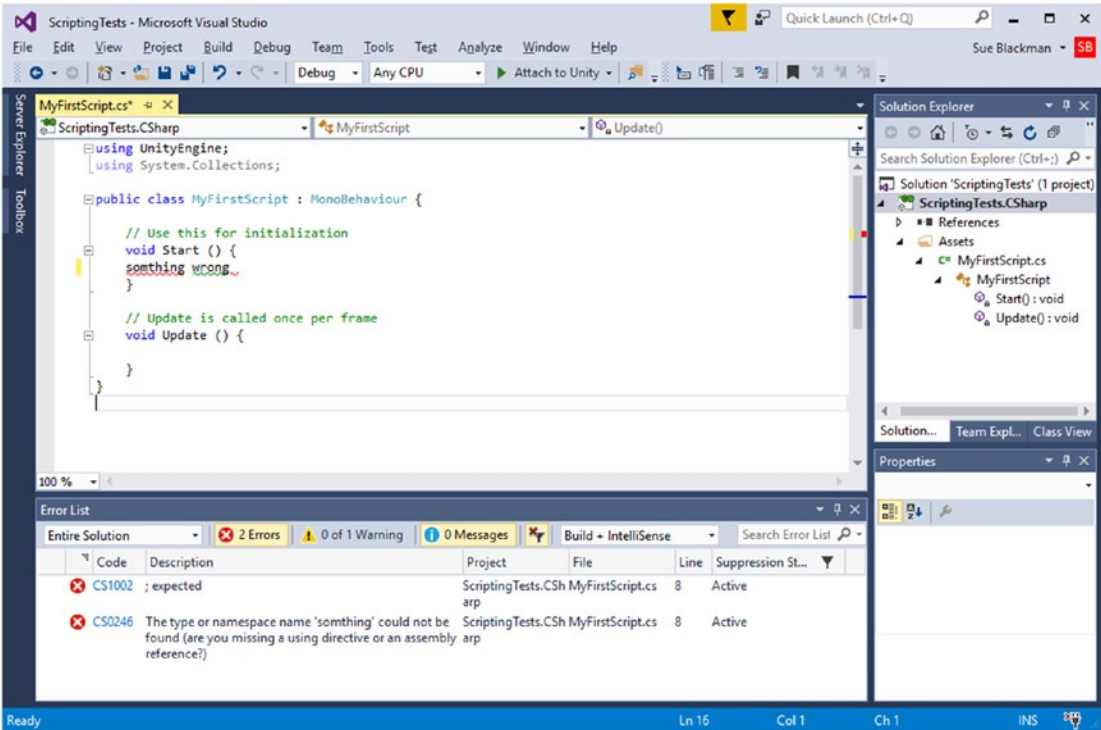 ScriptingTests - Microsoft Visual Studio
Quick Launch (Ctrl+Q)
File Edit View Project Build Debug Team Tools Test Analyze Window Help
Sue Blackman SB
Debug Any CPU Attach to Unity
Server Explorer
Toolbox
MyFirstScript.cs*
ScriptingTests.CSharp MyFirstScript Update()
using UnityEngine;
using System.Collections;
public class MyFirstScript : MonoBehaviour {
// Use this for initialization
void Start () {
somthing wrong
}
// Update is called once per frame
void Update () {
}
}
100 %
Solution Explorer
Search Solution Explorer (Ctrl+;)
Solution 'ScriptingTests' (1 project)
ScriptingTests.CSharp
References
Assets
C# MyFirstScript.cs
MyFirstScript
Start() : void
Update() : void
Solution... Team Expl... Class View
Properties
Error List
Entire Solution 2 Errors 0 of 1 Warning 0 Messages Build + IntelliSense Search Error List
Code Description Project File Line Suppression St...
CS1002 ; expected ScriptingTests.CSh MyFirstScript.cs 8 Active
arp
CS0246 The type or namespace name 'somthing' could not be ScriptingTests.CSh MyFirstScript.cs 8 Active
found (are you missing a using directive or an assembly arp
reference?)
Ready Ln 16 Col 1 Ch 1 INS